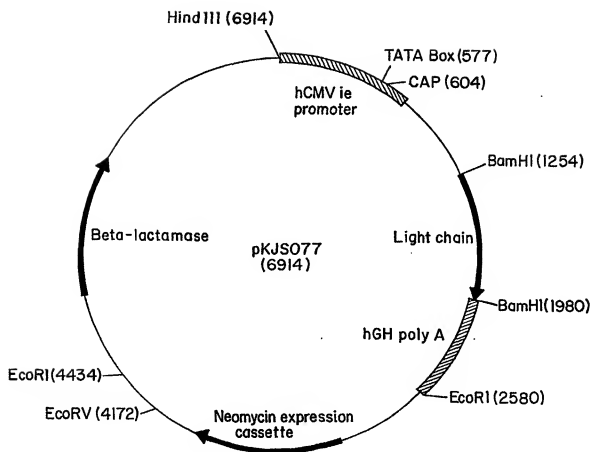 Hind III (6914)
TATA Box (577)
CAP (604)
hCMV ie
promoter
BamHI (1254)
Beta-lactamase
pKJS077
(6914)
Light chain
BamHI (1980)
hGH poly A
EcoRI (4434)
EcoRI (2580)
EcoRV (4172)
Neomycin expression
cassette